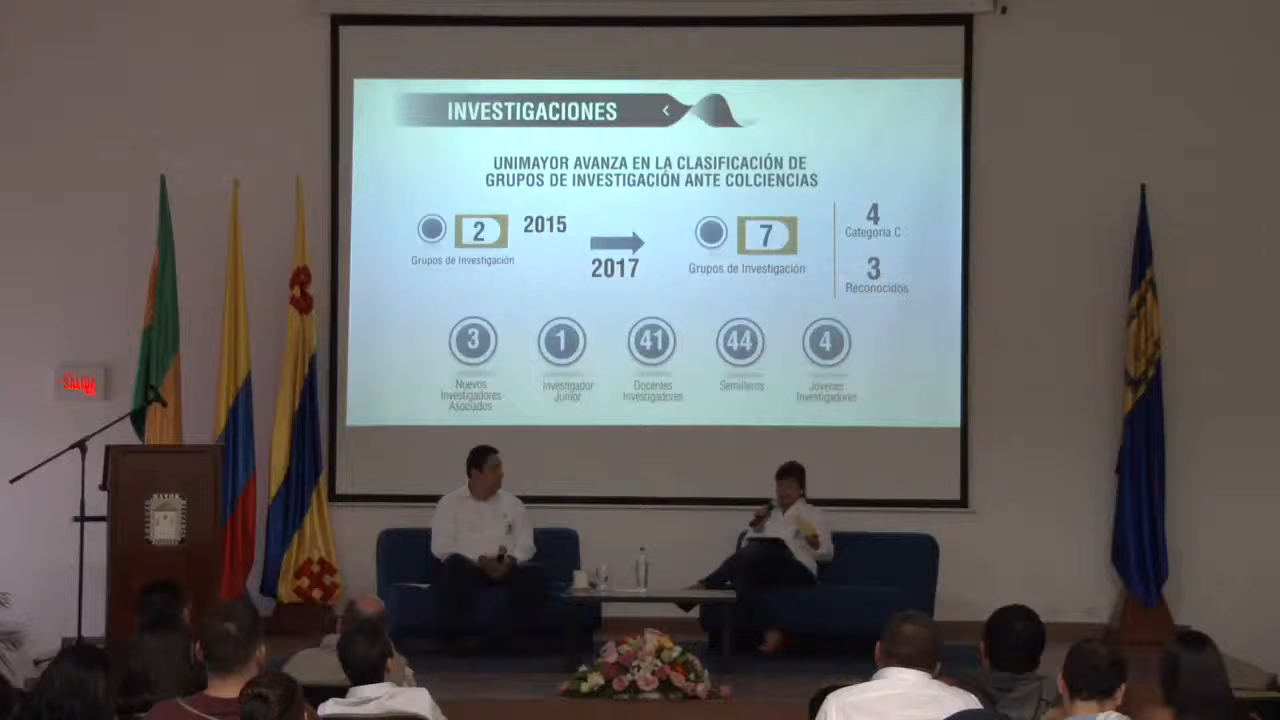 INVESTIGACIONES
UNIMAYOR AVANZA EN LA CLASIFICACIÓN DE
GRUPOS DE INVESTIGACIÓN ANTE COLCIENCIAS
2
2015
Grupos de Investigación
2017
7
Grupos de Investigación
4
Categoría C
3
Reconocidos
3
Nuevos
Investigadores
Asociados
1
Investigador
Junior
41
Docentes
Investigadores
44
Semilleros
4
Jóvenes
Investigadores
SALIDA